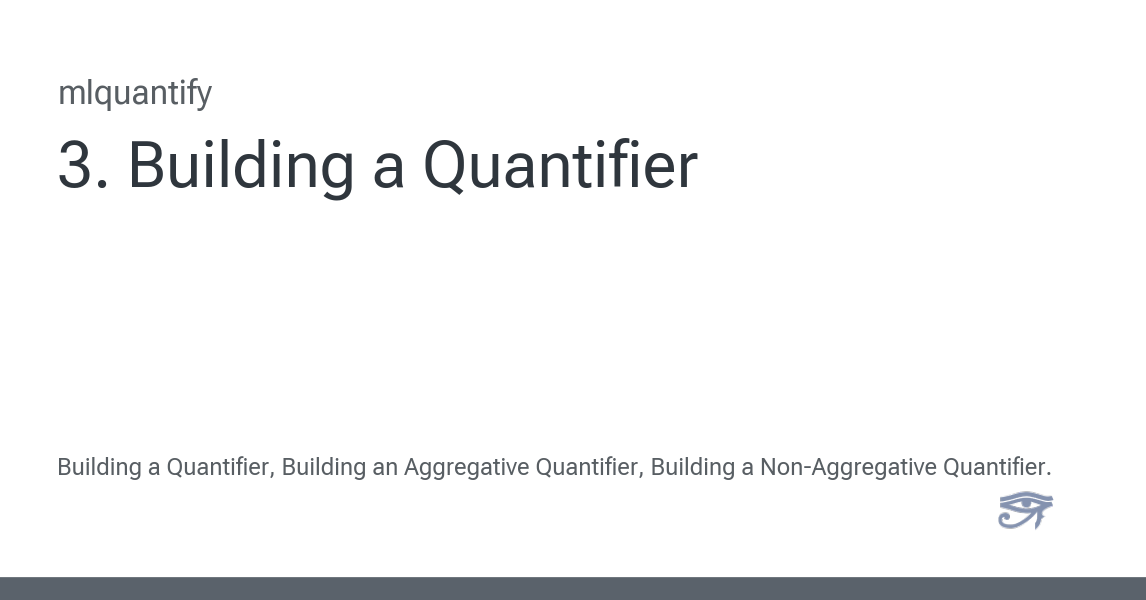 mlquantify
3. Building a Quantifier
Building a Quantifier, Building an Aggregative Quantifier, Building a Non-Aggregative Quantifier.